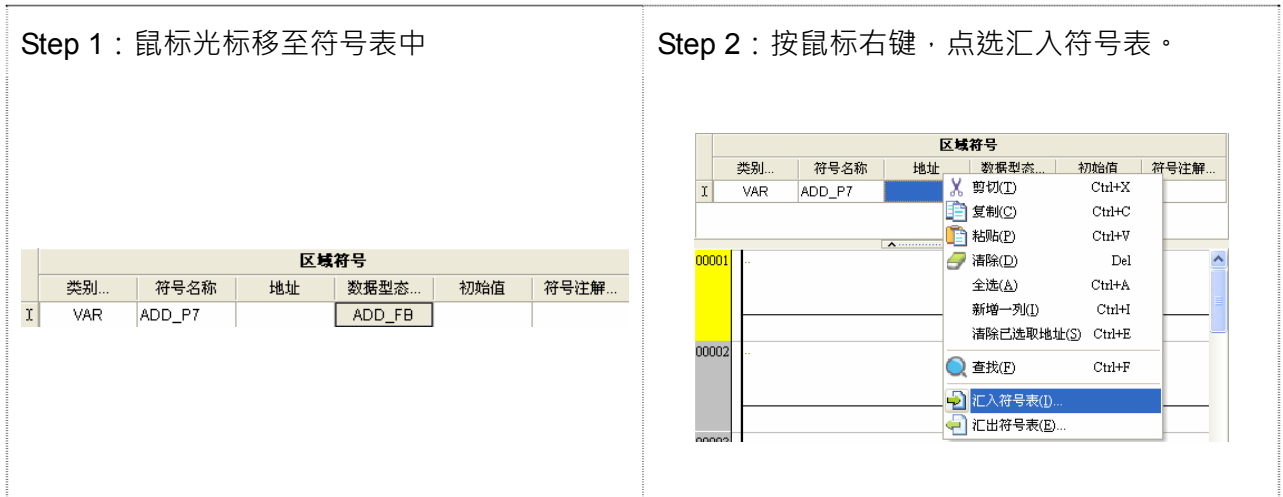 Step 1：鼠标光标移至符号表中
区域符号
类别... 符号名称 地址 数据型态... 初始值 符号注解...
I VAR ADD_P7 ADD_FB
Step 2：按鼠标右键，点选汇入符号表。
区域符号
类别... 符号名称 地址 数据型态... 初始值 符号注解...
I VAR ADD_P7
剪切(T) Ctrl+X
复制(C) Ctrl+C
粘贴(P) Ctrl+V
清除(D) Del
全选(A) Ctrl+A
新增一列(I) Ctrl+I
清除已选取地址(S) Ctrl+E
查找(F) Ctrl+F
汇入符号表(I)...
汇出符号表(E)...
00001
00002